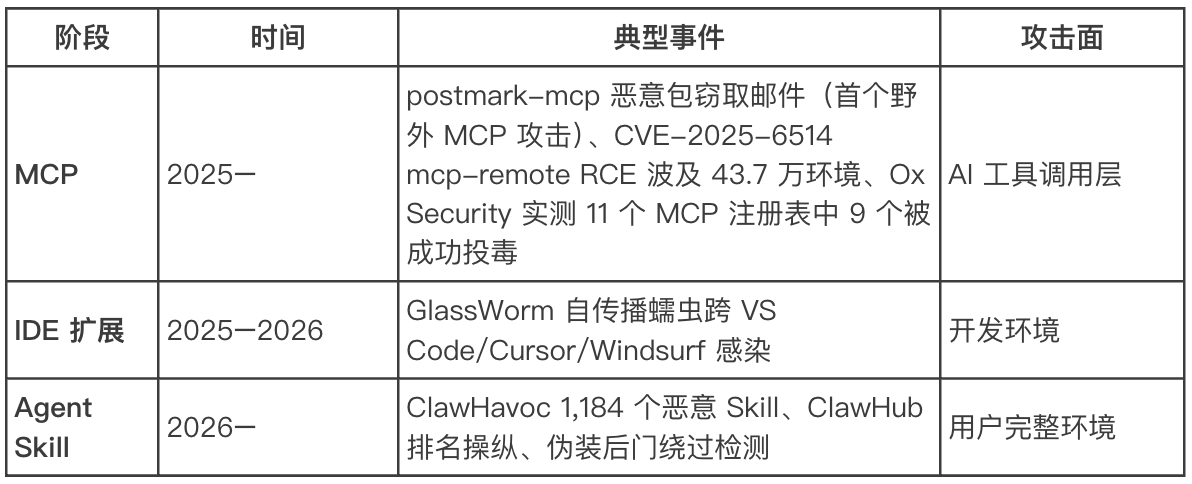 阶段 时间 典型事件 攻击面
postmark-mcp 恶意包窃取邮件（首个野
外 MCP 攻击）、CVE-2025-6514
MCP 2025— mcp-remote RCE 波及 43.7 万环境、Ox AI 工具调用层
Security 实测 11 个 MCP 注册表中 9 个被
成功投毒
GlassWorm 自传播蠕虫跨 VS
IDE 扩展 2025—2026 开发环境
Code/Cursor/Windsurf 感染
Agent ClawHavoc 1,184 个恶意 Skill、ClawHub
2026— 用户完整环境
Skill 排名操纵、伪装后门绕过检测